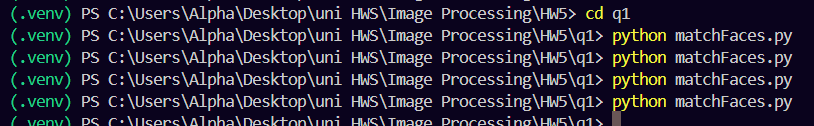 (.venv) PS C:\Users\Alpha\Desktop\uni HWS\Image Processing\HW5> cd q1
(.venv) PS C:\Users\Alpha\Desktop\uni HWS\Image Processing\HW5\q1> python matchFaces.py
(.venv) PS C:\Users\Alpha\Desktop\uni HWS\Image Processing\HW5\q1> python matchFaces.py
(.venv) PS C:\Users\Alpha\Desktop\uni HWS\Image Processing\HW5\q1> python matchFaces.py
(.venv) PS C:\Users\Alpha\Desktop\uni HWS\Image Processing\HW5\q1> python matchFaces.py
(.venv) PS C:\Users\Alpha\Desktop\uni HWS\Image Processing\HW5\q1>